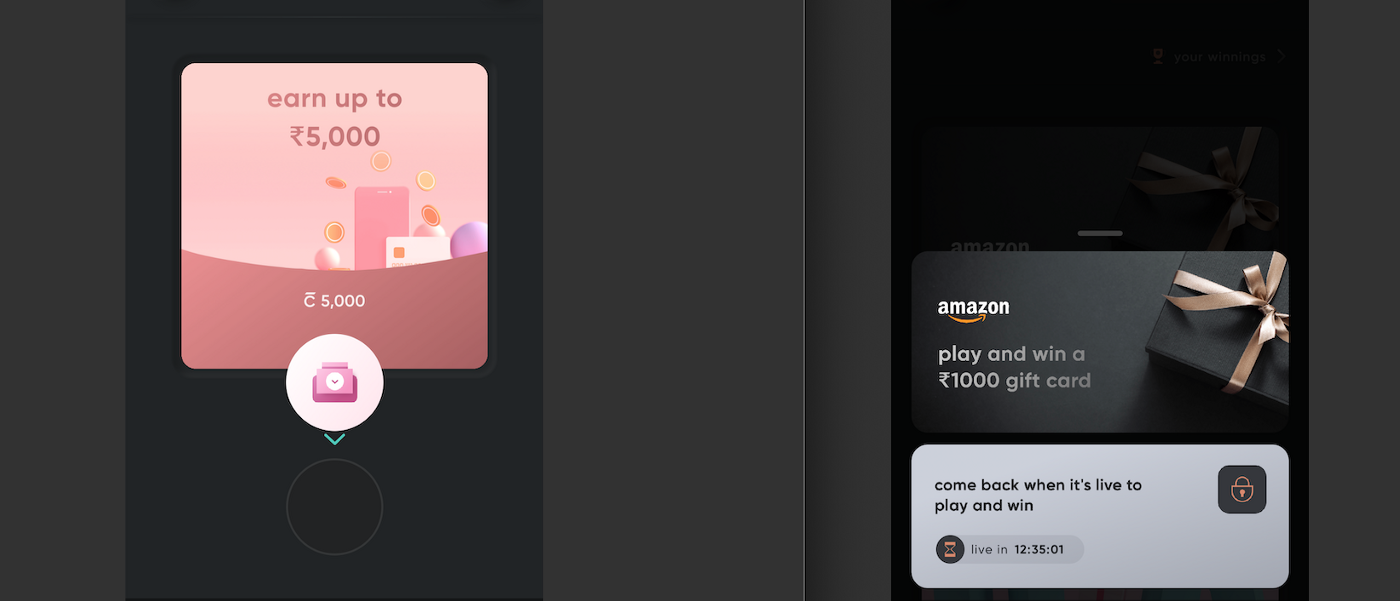 earn up to
₹5,000
C̅ 5,000
your winnings
amazon
amazon
play and win a
₹1000 gift card
come back when it's live to
play and win
live in 12:35:01